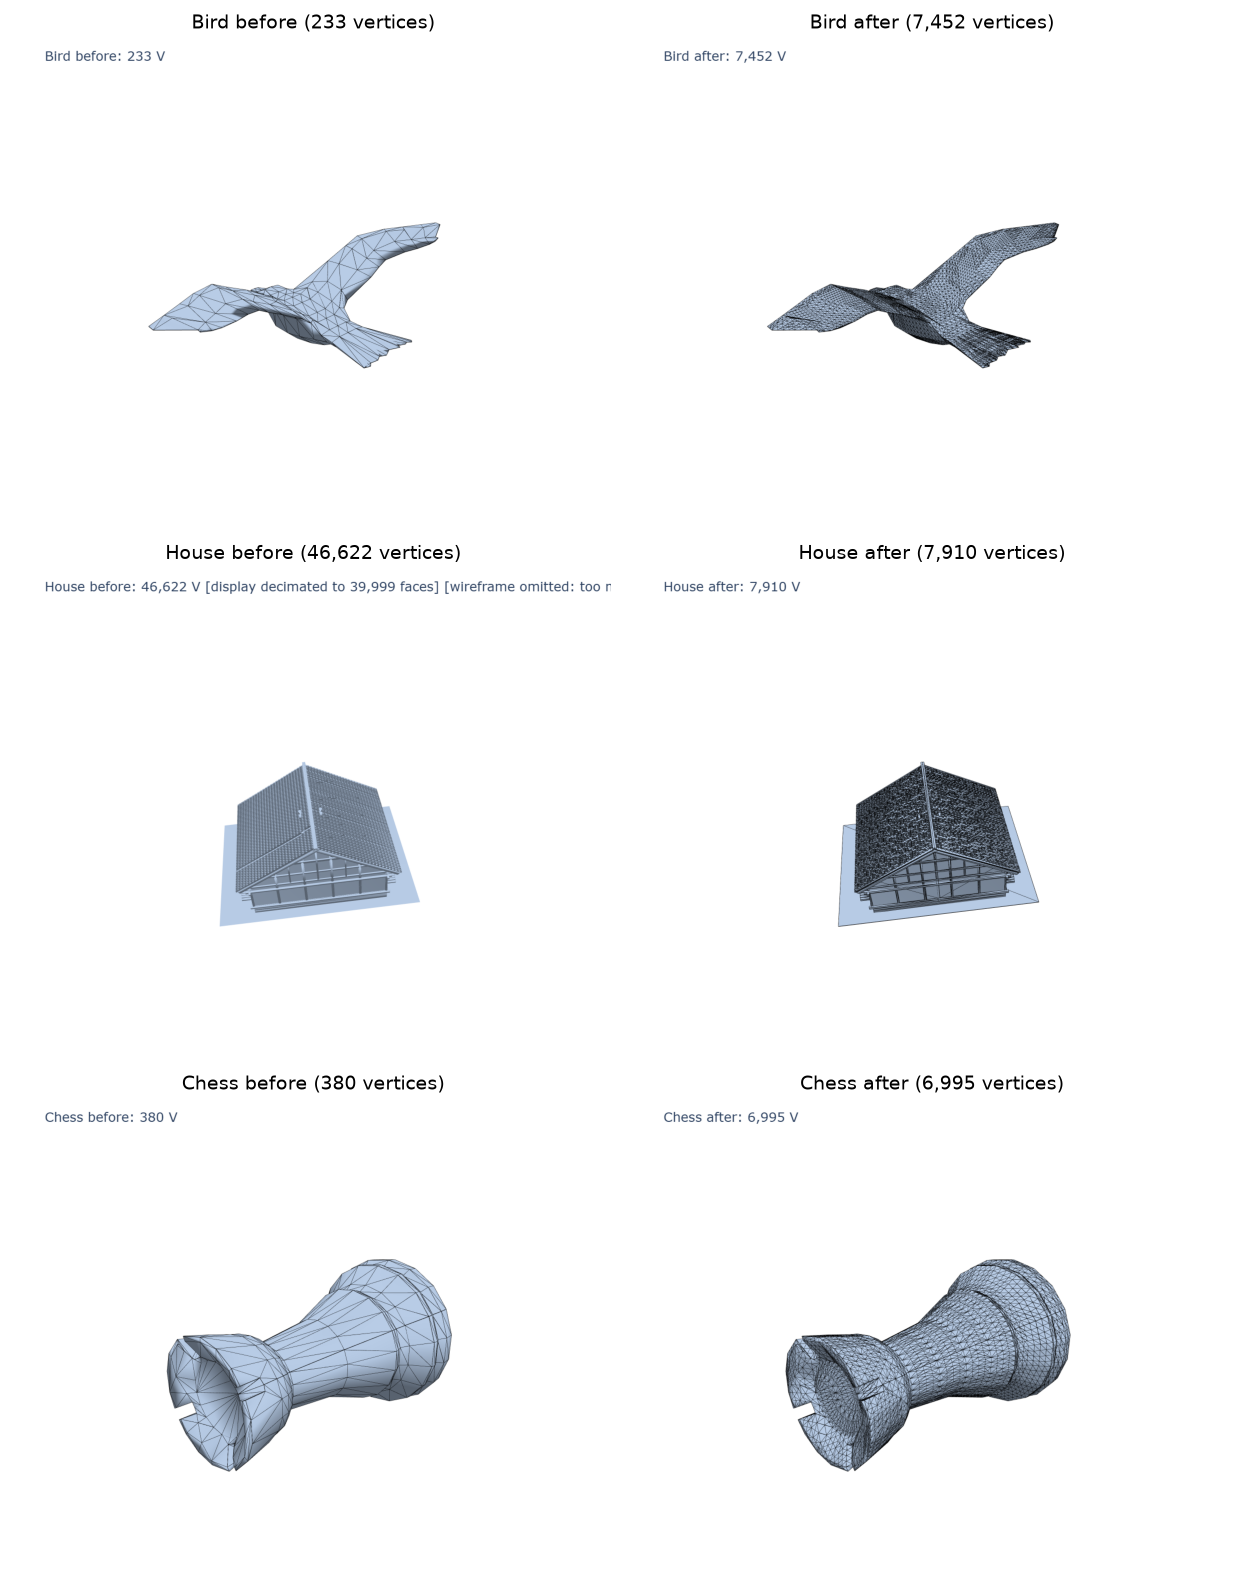 Bird before (233 vertices)
Bird after (7,452 vertices)
Bird before: 233 V
Bird after: 7,452 V
House before (46,622 vertices)
House after (7,910 vertices)
House before: 46,622 V [display decimated to 39,999 faces] [wireframe omitted: too
House after: 7,910 V
Chess before (380 vertices)
Chess after (6,995 vertices)
Chess before: 380 V
Chess after: 6,995 V